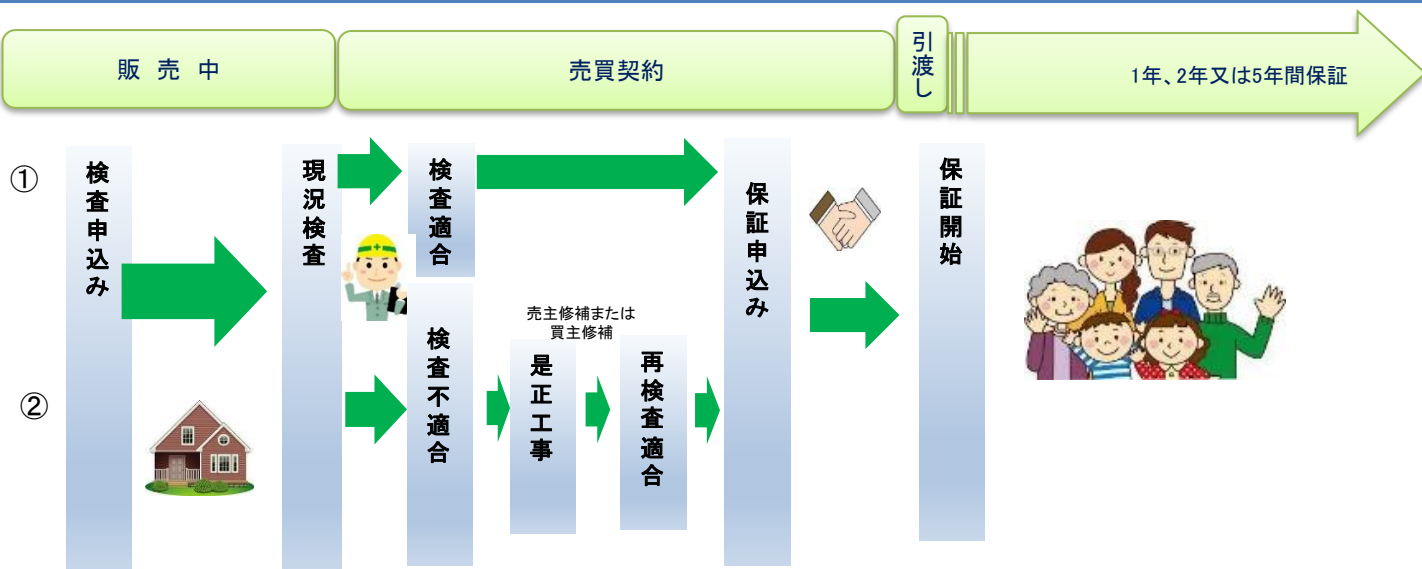 販 売 中
売買契約
引渡し
1年、2年又は5年間保証
①
検査申込み
現況検査
検査適合
保証申込み
保証開始
②
検査不適合
売主修補または
買主修補
是正工事
再検査適合